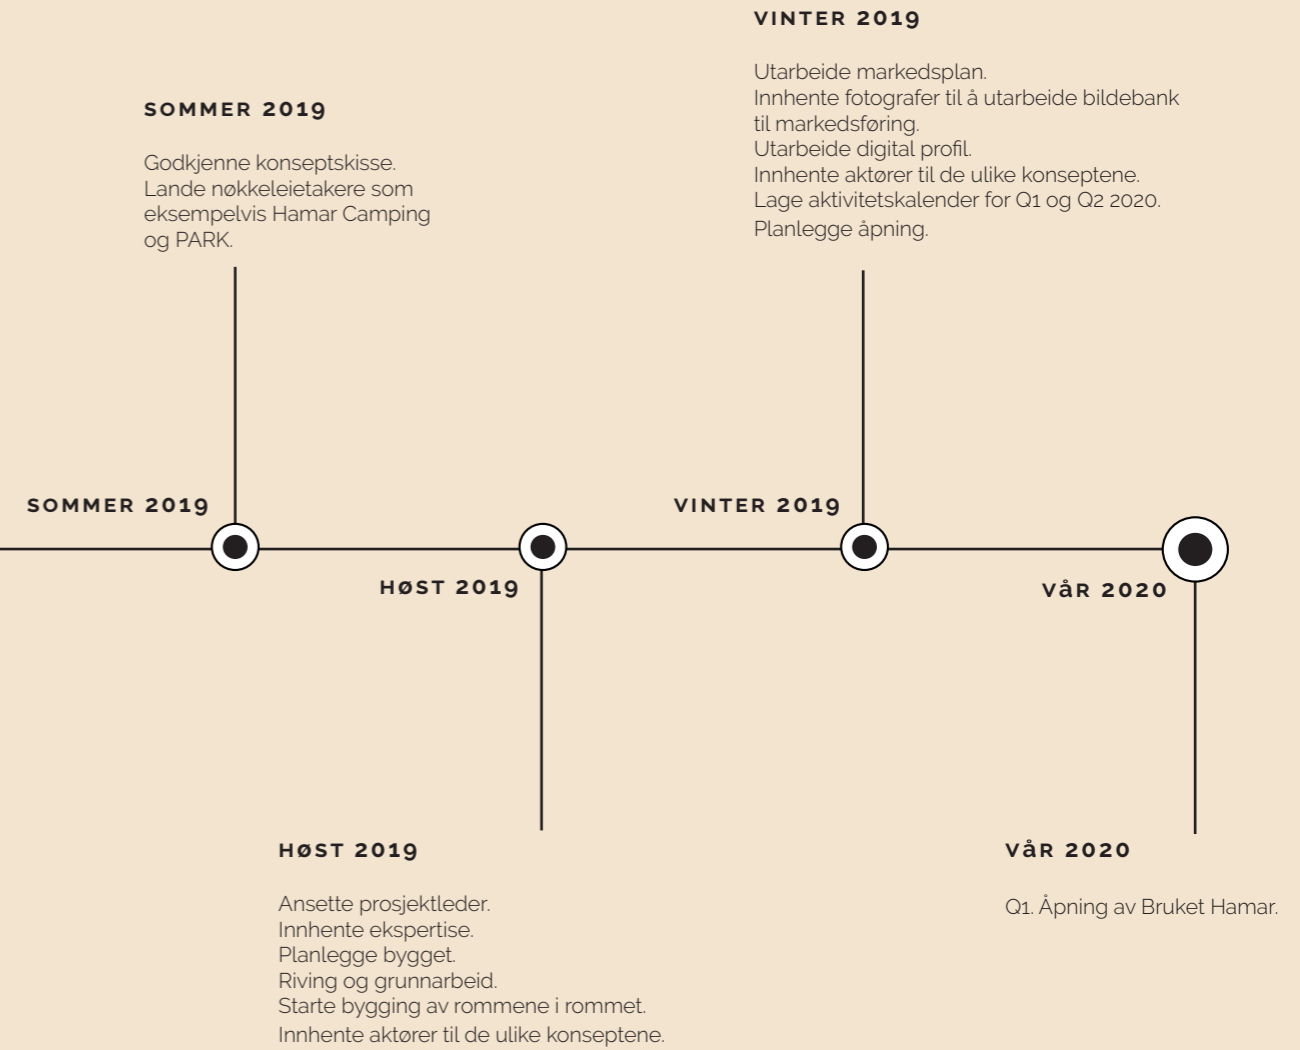 VINTER 2019
Utarbeide markedsplan.
Innhente fotografer til å utarbeide bildebank
til markedsføring.
Utarbeide digital profil.
Innhente aktører til de ulike konseptene.
Lage aktivitetskalender for Q1 og Q2 2020.
Planlegge åpning.
SOMMER 2019
Godkjenne konseptskisse.
Lande nøkkeleietakere som
eksempelvis Hamar Camping
og PARK.
SOMMER 2019
VINTER 2019
HøST 2019
VåR 2020
HøST 2019
Ansette prosjektleder.
Innhente ekspertise.
Planlegge bygget.
Riving og grunnarbeid.
Starte bygging av rommene i rommet.
Innhente aktører til de ulike konseptene.
VåR 2020
Q1. Åpning av Bruket Hamar.